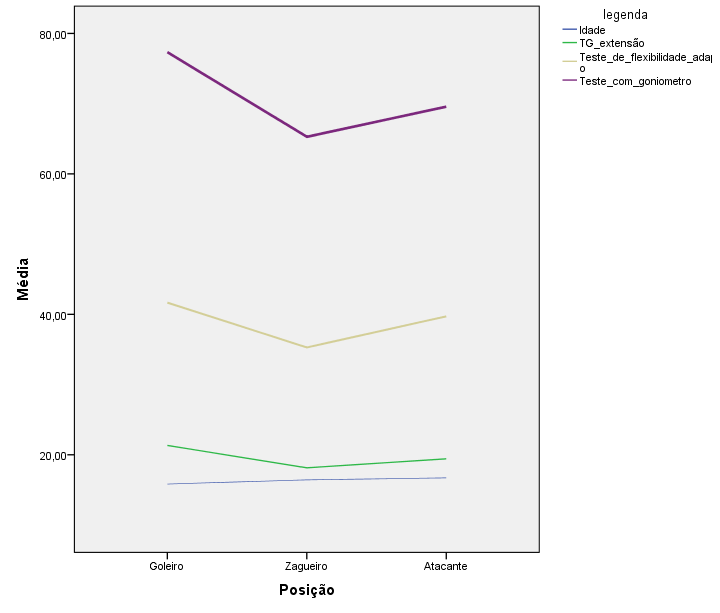 legenda
Idade
TG_extensão
Teste_de_flexibilidade_adap
o
Teste_com_goniometro
80,00
60,00
40,00
20,00
Média
Goleiro Zagueiro Atacante
Posição